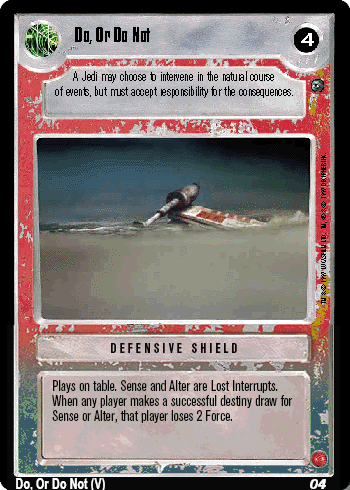 Do, Or Do Not
4
A Jedi may choose to intervene in the natural course
of events, but must accept responsibility for the consequences.
DEFENSIVE SHIELD
Plays on table. Sense and Alter are Lost Interrupts.
When any player makes a successful destiny draw for
Sense or Alter, that player loses 2 Force.
Do, Or Do Not (V)
04